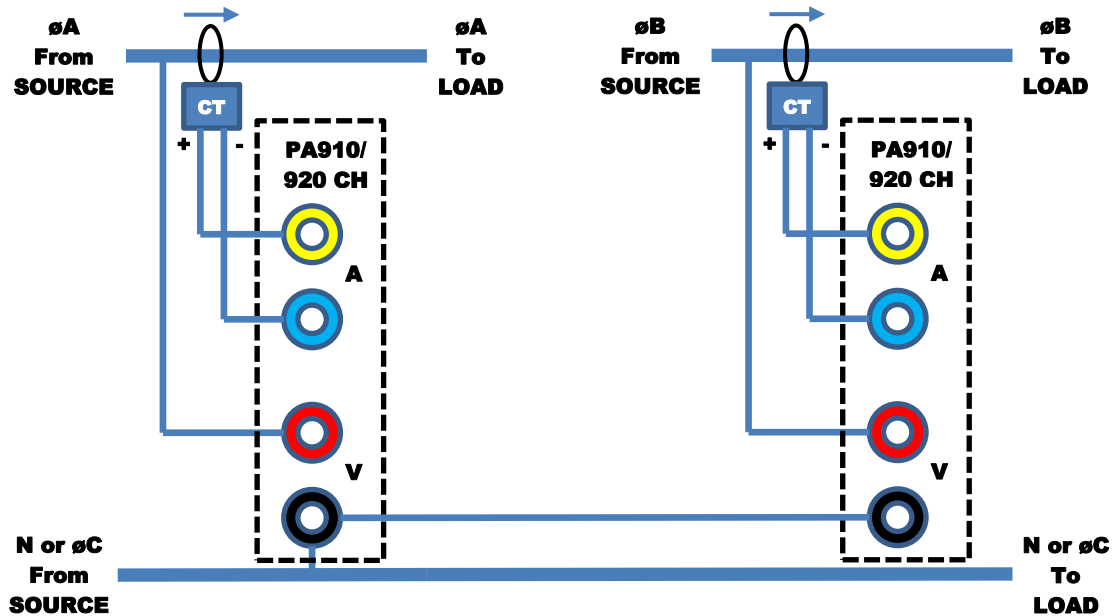 øA
From
SOURCE
øA
To
LOAD
øB
From
SOURCE
øB
To
LOAD
CT
+ -
PA910/
920 CH
A
V
CT
+ -
PA910/
920 CH
A
V
N or øC
From
SOURCE
N or øC
To
LOAD